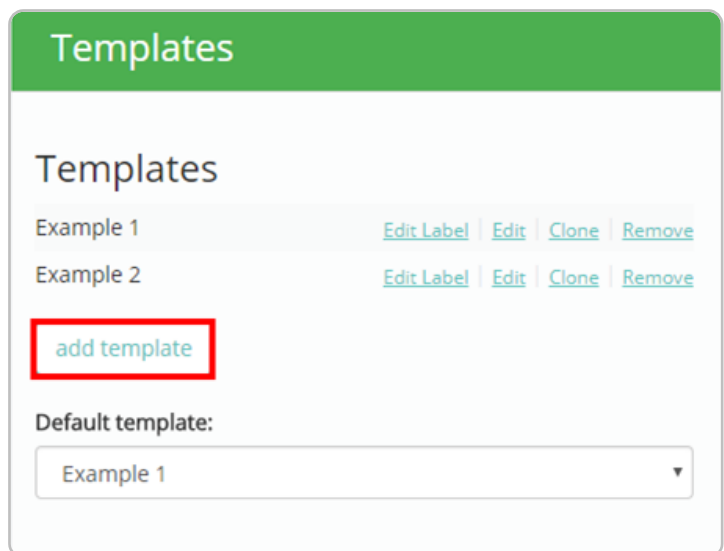 Templates
Templates
Example 1 Edit Label Edit Clone Remove
Example 2 Edit Label Edit Clone Remove
add template
Default template:
Example 1